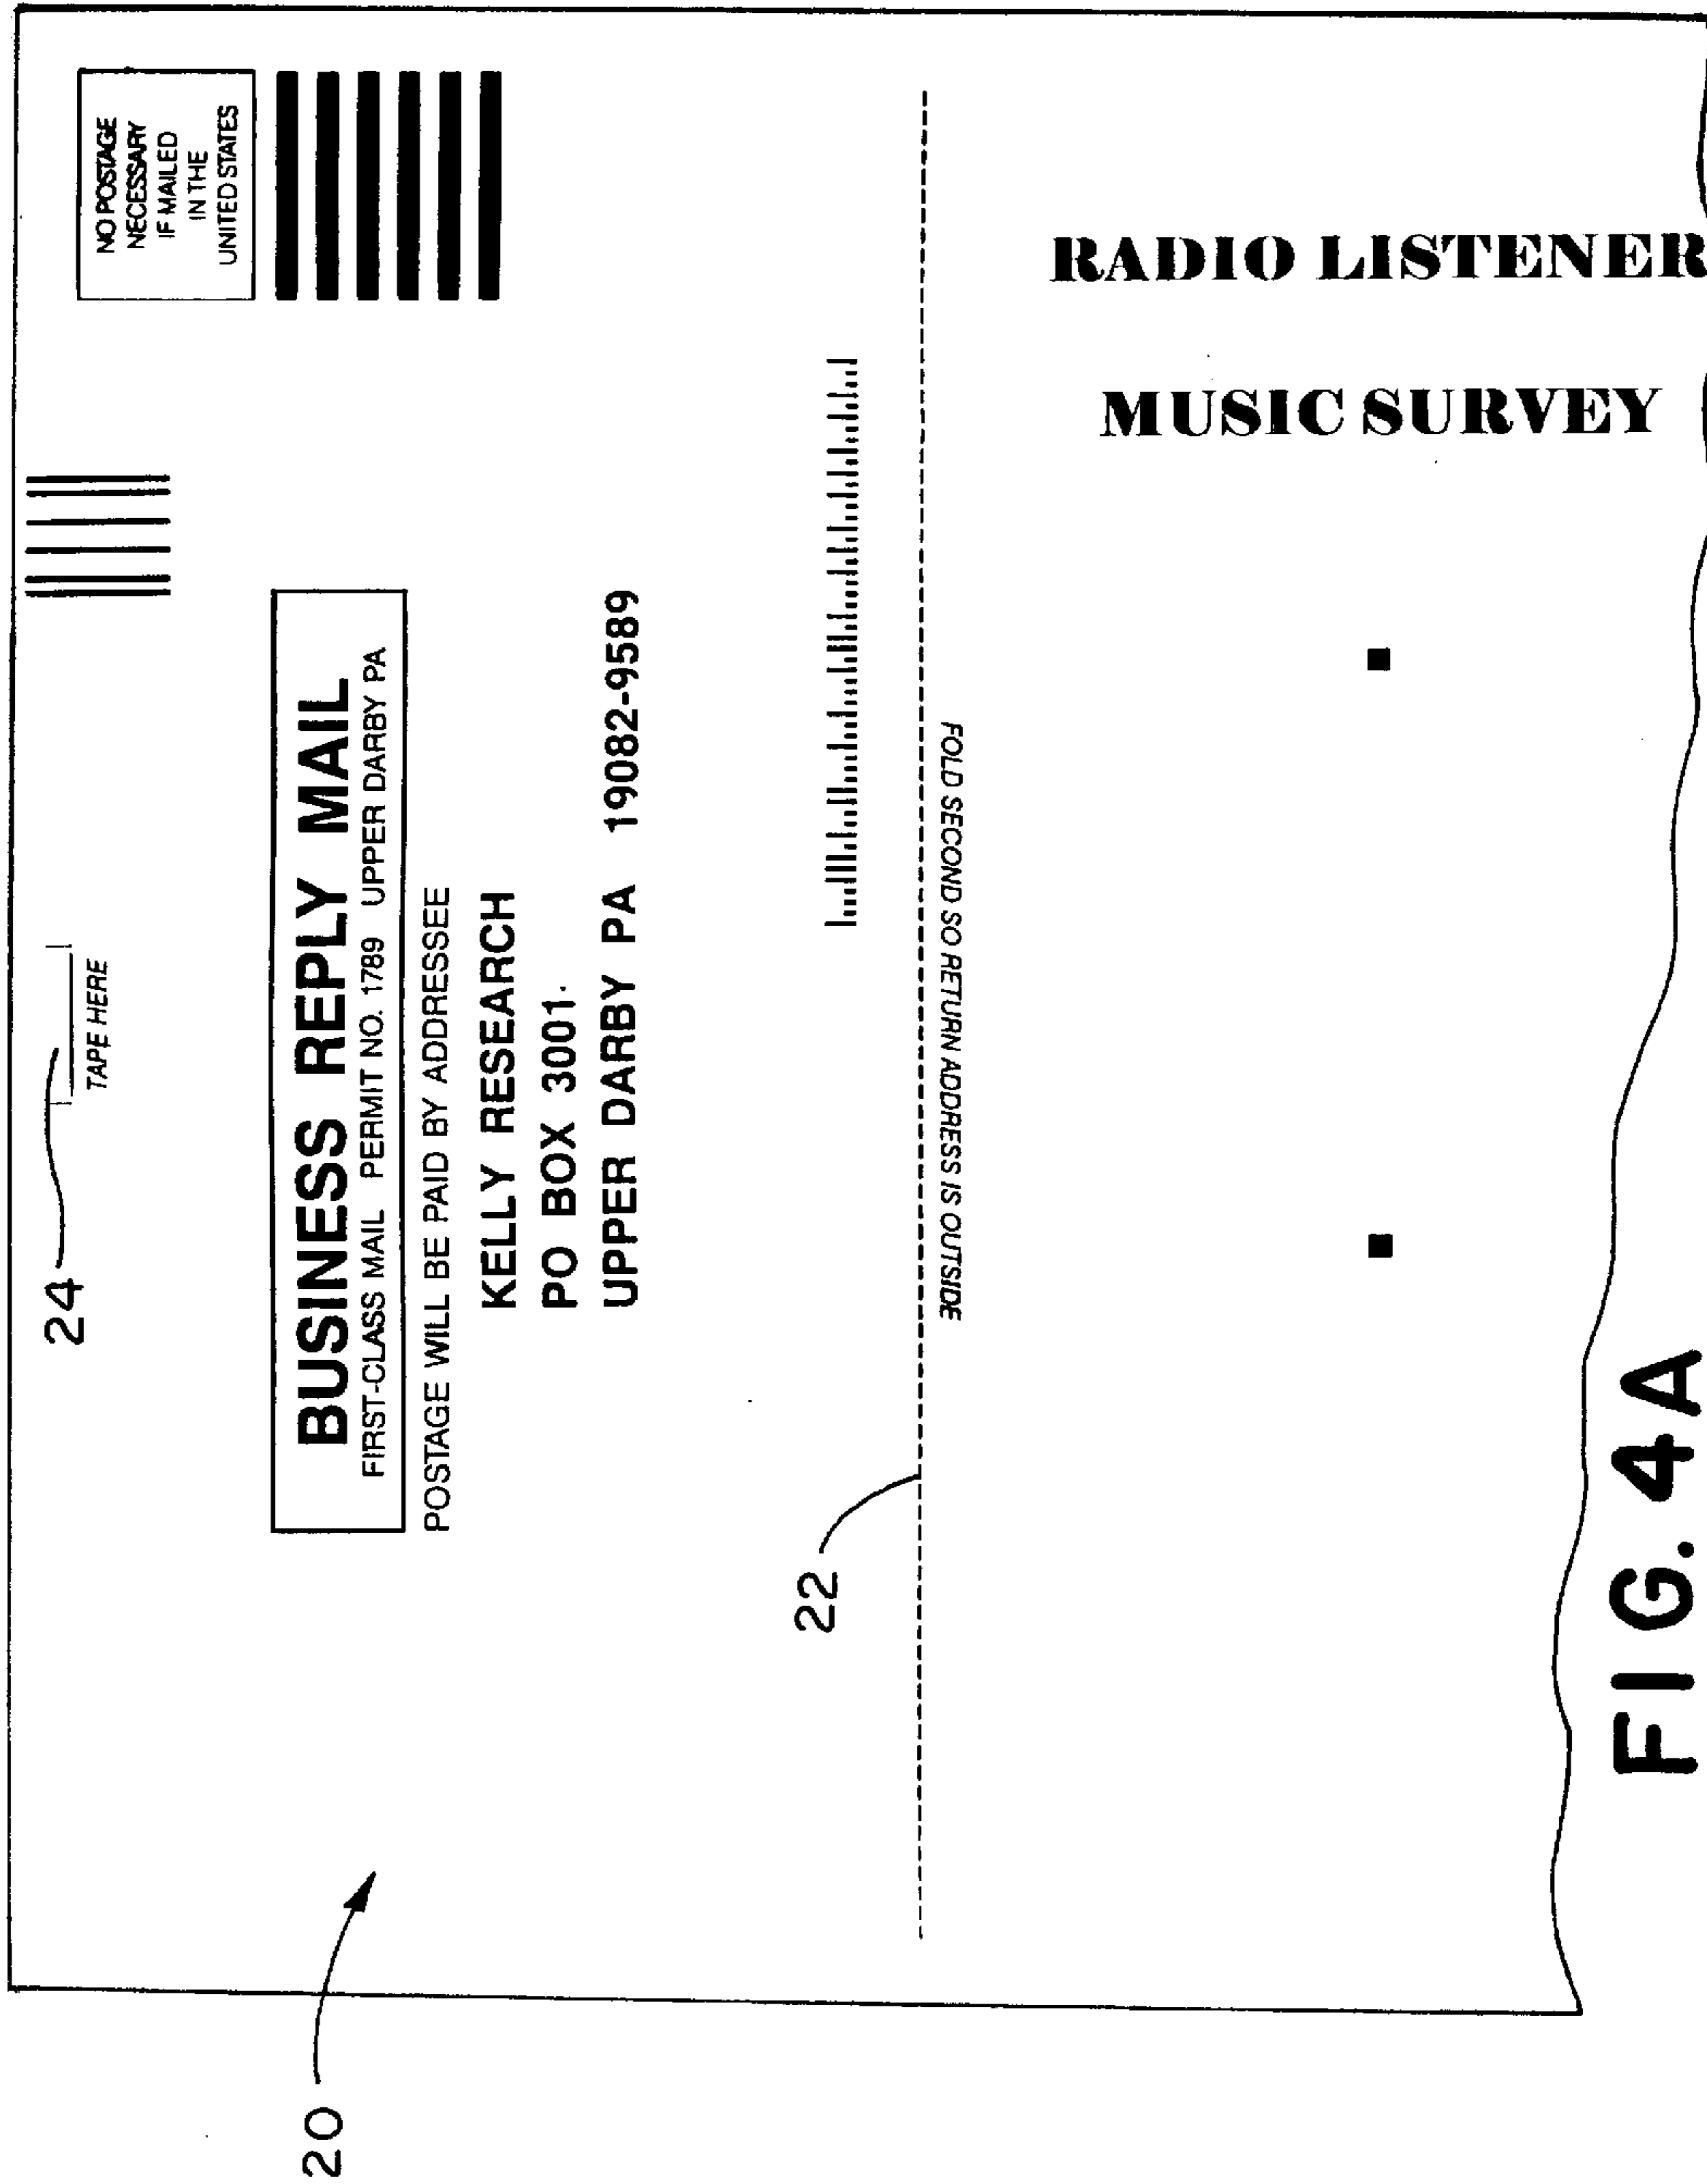 24
TAPE HERE
NO POSTAGE
NECESSARY
IF MAILED
IN THE
UNITED STATES
BUSINESS REPLY MAIL
FIRST-CLASS MAIL PERMIT NO. 1789 UPPER DARBY PA
POSTAGE WILL BE PAID BY ADDRESSEE
KELLY RESEARCH
PO BOX 3001
UPPER DARBY PA 19082-9589
20
22
FOLD SECOND SO RETURN ADDRESS IS OUTSIDE
RADIO LISTENER
MUSIC SURVEY
FIG. 4A